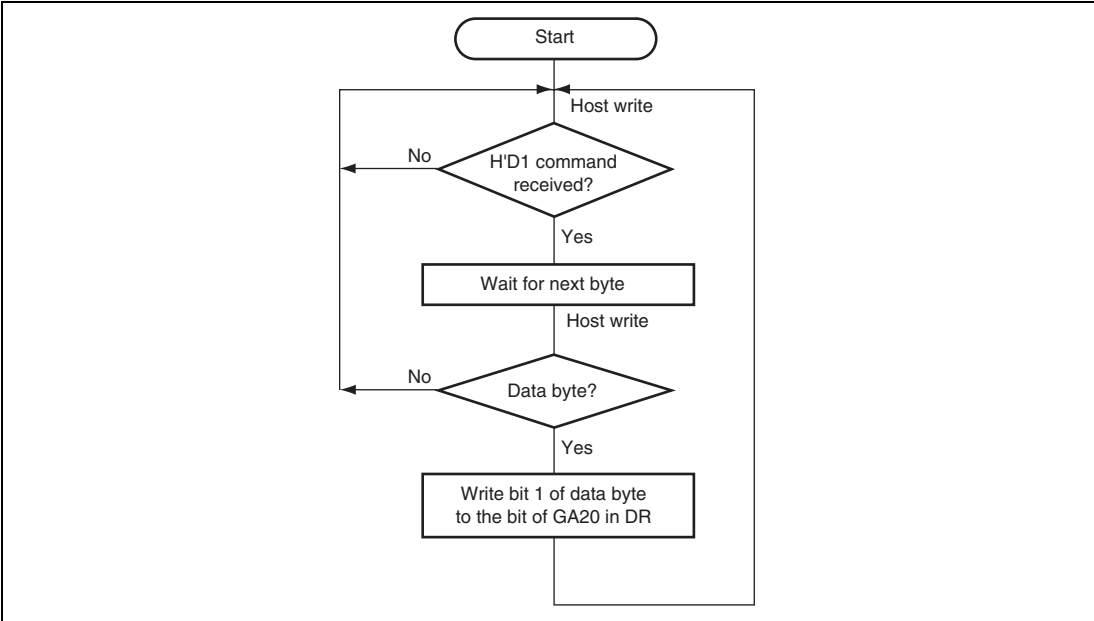 Start
Host write
No
H'D1 command
received?
Yes
Wait for next byte
Host write
No
Data byte?
Yes
Write bit 1 of data byte
to the bit of GA20 in DR